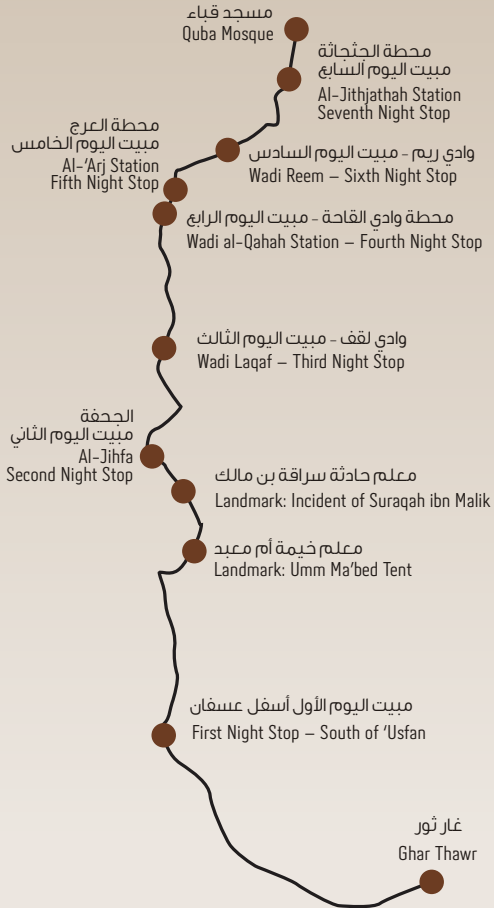 مسجد قباء
Quba Mosque
محطة الجثجاثة
مبيت اليوم السابع
Al-Jithjathah Station
Seventh Night Stop
محطة العرج
مبيت اليوم الخامس
Al-'Arj Station
Fifth Night Stop
وادي ريم - مبيت اليوم السادس
Wadi Reem – Sixth Night Stop
محطة وادي القاحة - مبيت اليوم الرابع
Wadi al-Qahah Station – Fourth Night Stop
وادي لقف - مبيت اليوم الثالث
Wadi Laqaf – Third Night Stop
الجحفة
مبيت اليوم الثاني
Al-Jihfa
Second Night Stop
معلم حادثة سراقة بن مالك
Landmark: Incident of Suraqah ibn Malik
معلم خيمة أم معبد
Landmark: Umm Ma'bed Tent
مبيت اليوم الأول أسفل عسفان
First Night Stop – South of 'Usfan
غار ثور
Ghar Thawr